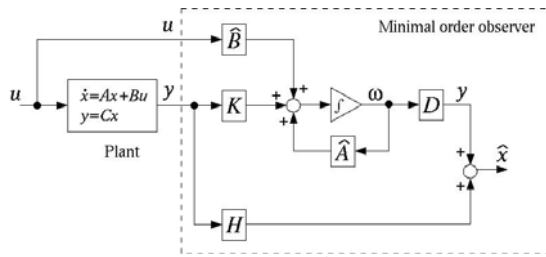 Minimal order observer
u
B̂
u
ẋ=Ax+Bu
y=Cx
y
Plant
K
+
+
+
∫
ω
D
y
Â
+
+
x̂
H